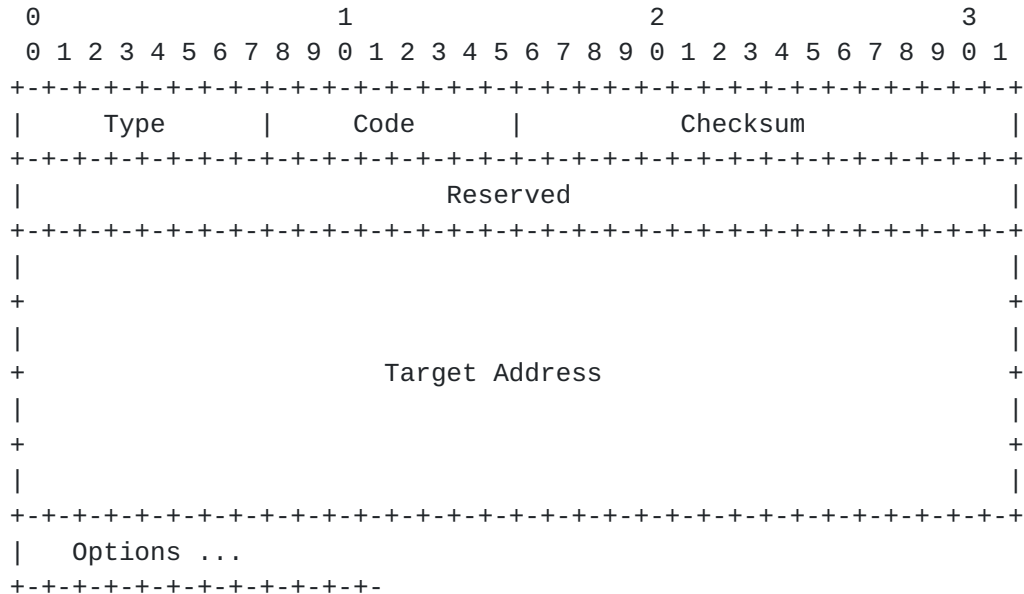 0                   1                   2                   3
 0 1 2 3 4 5 6 7 8 9 0 1 2 3 4 5 6 7 8 9 0 1 2 3 4 5 6 7 8 9 0 1
+-+-+-+-+-+-+-+-+-+-+-+-+-+-+-+-+-+-+-+-+-+-+-+-+-+-+-+-+-+-+-+-+
|     Type      |     Code      |          Checksum             |
+-+-+-+-+-+-+-+-+-+-+-+-+-+-+-+-+-+-+-+-+-+-+-+-+-+-+-+-+-+-+-+-+
|                           Reserved                            |
+-+-+-+-+-+-+-+-+-+-+-+-+-+-+-+-+-+-+-+-+-+-+-+-+-+-+-+-+-+-+-+-+
|                                                               |
+                                                               +
|                                                               |
+                       Target Address                          +
|                                                               |
+                                                               +
|                                                               |
+-+-+-+-+-+-+-+-+-+-+-+-+-+-+-+-+-+-+-+-+-+-+-+-+-+-+-+-+-+-+-+-+
|   Options ...
+-+-+-+-+-+-+-+-+-+-+-+-